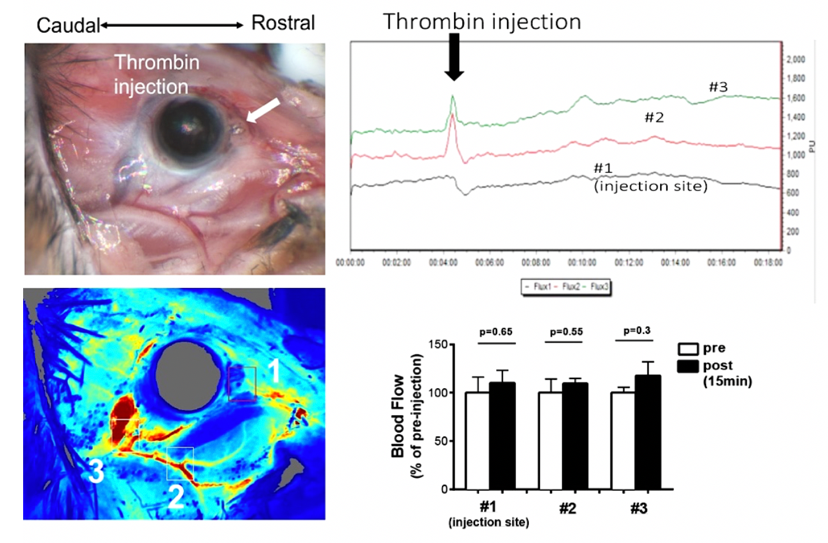 Caudal Rostral
Thrombin
injection
Thrombin injection
#3
#2
#1
(injection site)
2,000
1,800
1,600
1,400
1,200
1,000
800
600
400
200
0
PU
00:00:00 00:02:00 00:04:00 00:06:00 00:08:00 00:10:00 00:12:00 00:14:00 00:16:00 00:18:00
Flux1 Flux2 Flux3
1
2
3
p=0.65 p=0.55 p=0.3
pre
post
(15min)
Blood Flow
(% of pre-injection)
150
100
50
0
#1 #2 #3
(injection site)